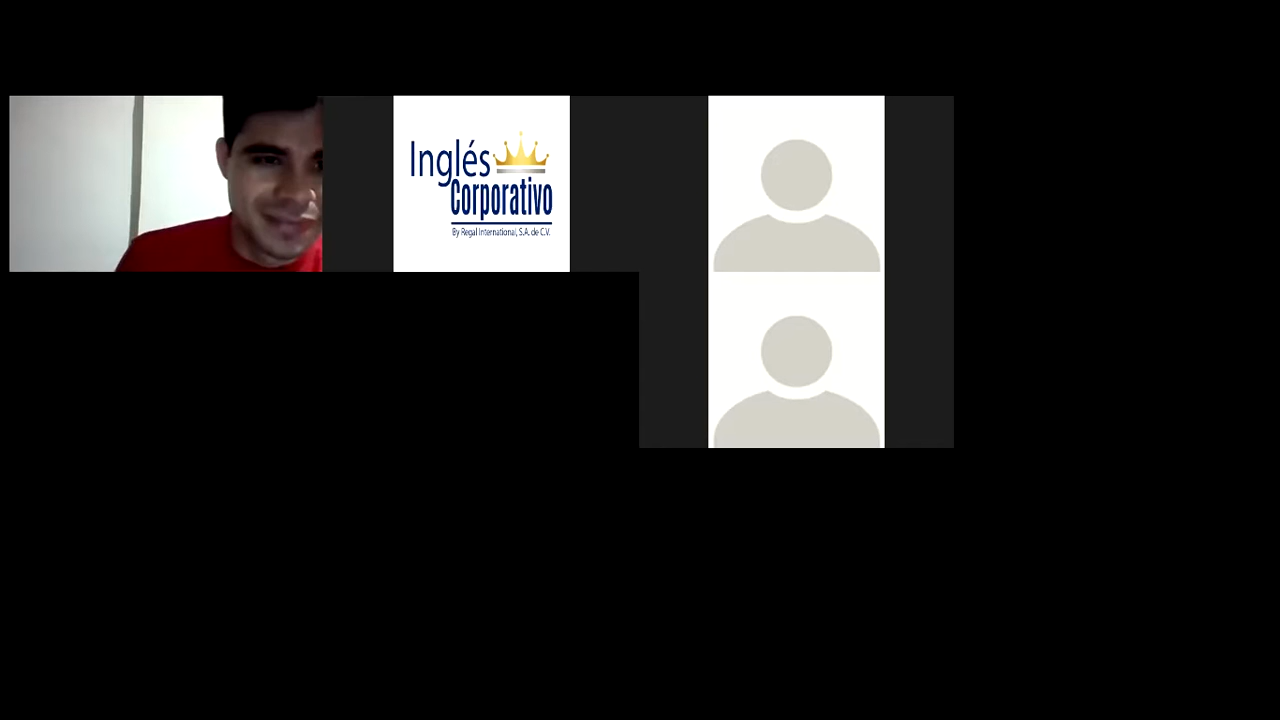 Inglés
Corporativo
By Regal International, S.A. de C.V.